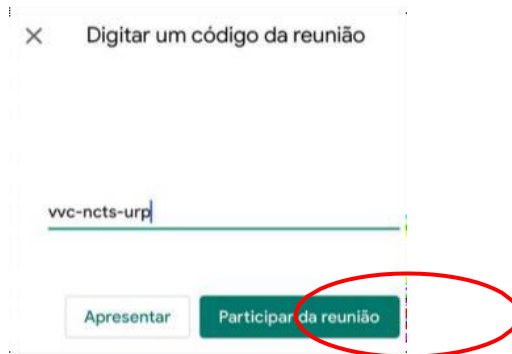 Digitar um código da reunião
vvc-ncts-urp
Apresentar
Participar da reunião